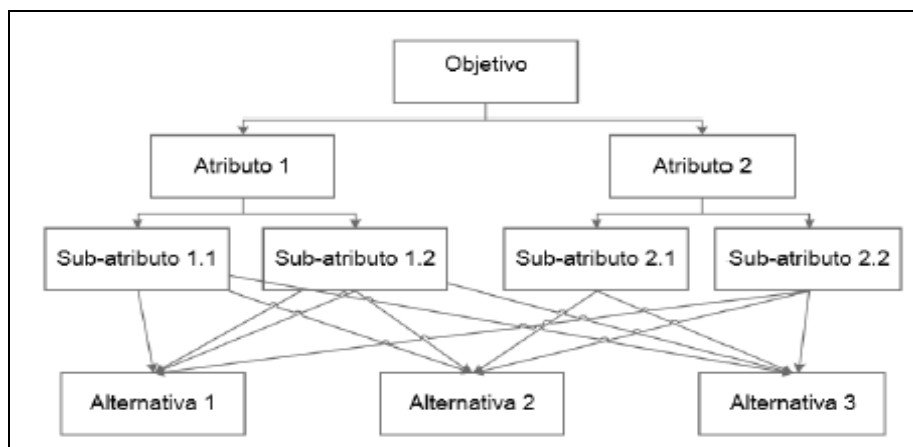 Objetivo
Atributo 1
Atributo 2
Sub-atributo 1.1
Sub-atributo 1.2
Sub-atributo 2.1
Sub-atributo 2.2
Alternativa 1
Alternativa 2
Alternativa 3